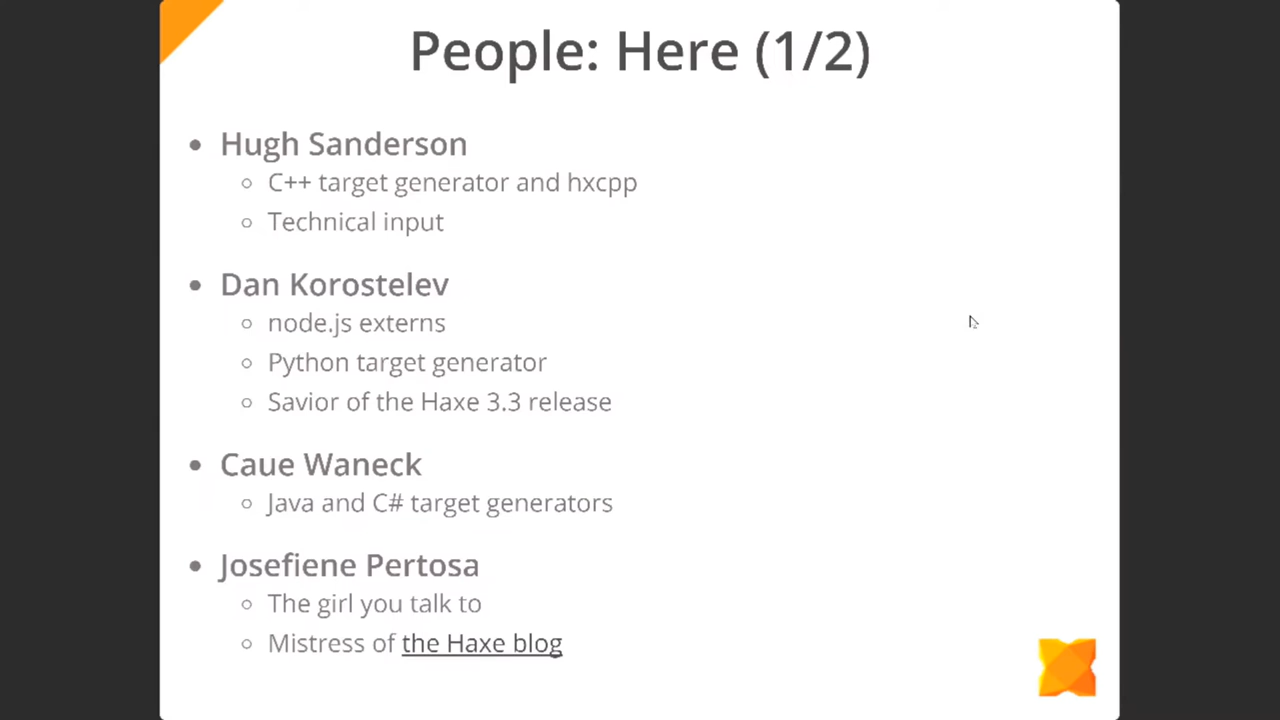 People: Here (1/2)
Hugh Sanderson
C++ target generator and hxcpp
Technical input
Dan Korostelev
node.js externs
Python target generator
Savior of the Haxe 3.3 release
Caue Waneck
Java and C# target generators
Josefiene Pertosa
The girl you talk to
Mistress of the Haxe blog